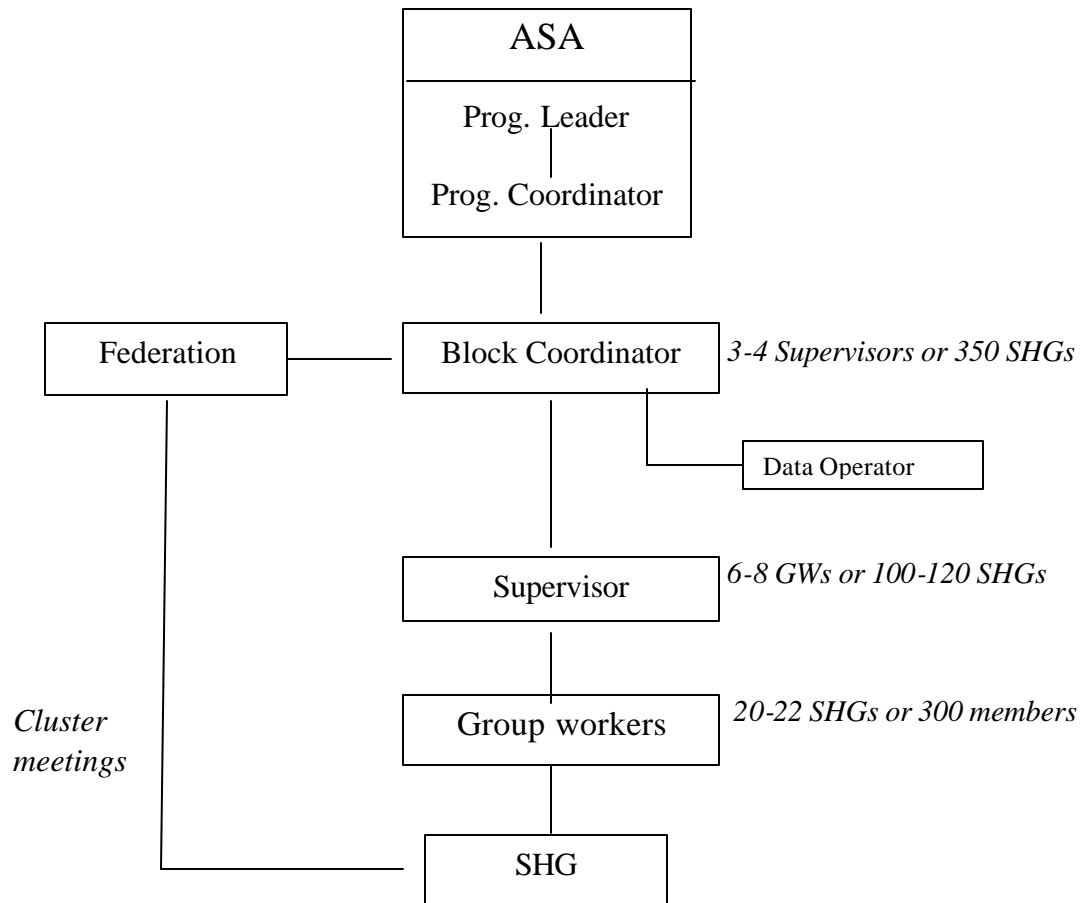 ASA
Prog. Leader
Prog. Coordinator
Federation
Block Coordinator
3-4 Supervisors or 350 SHGs
Data Operator
Supervisor
6-8 GWs or 100-120 SHGs
Cluster
meetings
Group workers
20-22 SHGs or 300 members
SHG